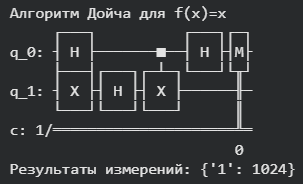 Алгоритм Дойча для f(x)=x
q_0: H ■ H M
q_1: X H X
c: 1/
0
Результаты измерений: {'1': 1024}